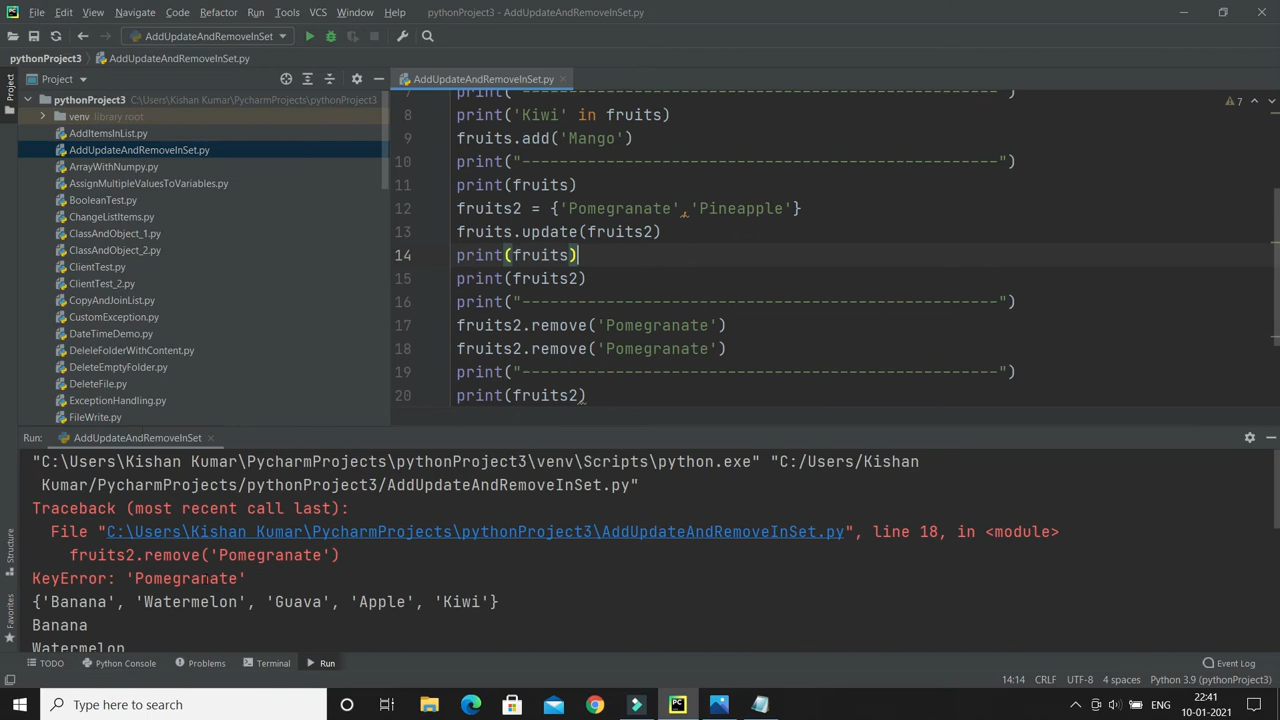 File Edit View Navigate Code Refactor Run Tools VCS Window Help pythonProject3 - AddUpdateAndRemoveInSet.py
AddUpdateAndRemoveInSet
pythonProject3 AddUpdateAndRemoveInSet.py
Project
Project
AddUpdateAndRemoveInSet.py
pythonProject3 C:\Users\Kishan Kumar\PycharmProjects\pythonProject3
venv library root
AddItemsInList.py
AddUpdateAndRemoveInSet.py
ArrayWithNumpy.py
AssignMultipleValuesToVariables.py
BooleanTest.py
ChangeListItems.py
ClassAndObject_1.py
ClassAndObject_2.py
ClientTest.py
ClientTest_2.py
CopyAndJoinList.py
CustomException.py
DateTimeDemo.py
DeleleFolderWithContent.py
DeleteEmptyFolder.py
DeleteFile.py
ExceptionHandling.py
FileWrite.py
7
7 print("---------------------------------------------------")
8 print('Kiwi' in fruits)
9 fruits.add('Mango')
10 print("---------------------------------------------------")
11 print(fruits)
12 fruits2 = {'Pomegranate','Pineapple'}
13 fruits.update(fruits2)
14 print(fruits)
15 print(fruits2)
16 print("---------------------------------------------------")
17 fruits2.remove('Pomegranate')
18 fruits2.remove('Pomegranate')
19 print("---------------------------------------------------")
20 print(fruits2)
Run: AddUpdateAndRemoveInSet
"C:\Users\Kishan Kumar\PycharmProjects\pythonProject3\venv\Scripts\python.exe" "C:/Users/Kishan
Kumar/PycharmProjects/pythonProject3/AddUpdateAndRemoveInSet.py"
Traceback (most recent call last):
File "C:\Users\Kishan Kumar\PycharmProjects\pythonProject3\AddUpdateAndRemoveInSet.py", line 18, in <module>
fruits2.remove('Pomegranate')
KeyError: 'Pomegranate'
{'Banana', 'Watermelon', 'Guava', 'Apple', 'Kiwi'}
Banana
Watermelon
Structure
Favorites
TODO Python Console Problems Terminal Run Event Log
14:14 CRLF UTF-8 4 spaces Python 3.9 (pythonProject3)
Type here to search
ENG
22:41
10-01-2021